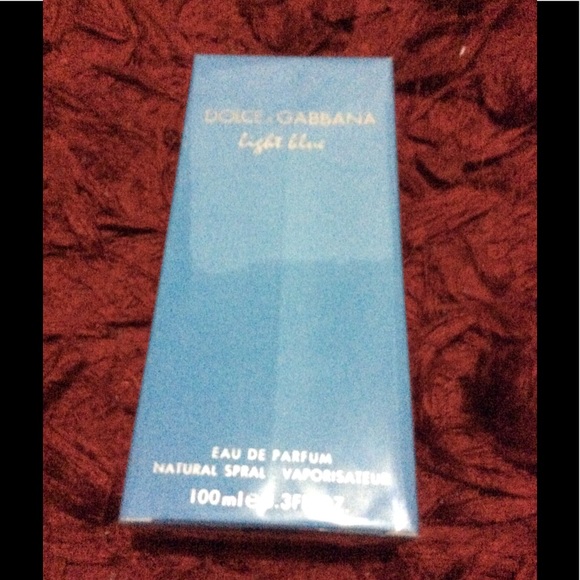 DOLCE & GABBANA
light blue
EAU DE PARFUM
NATURAL SPRAY VAPORISATEUR
100ml e